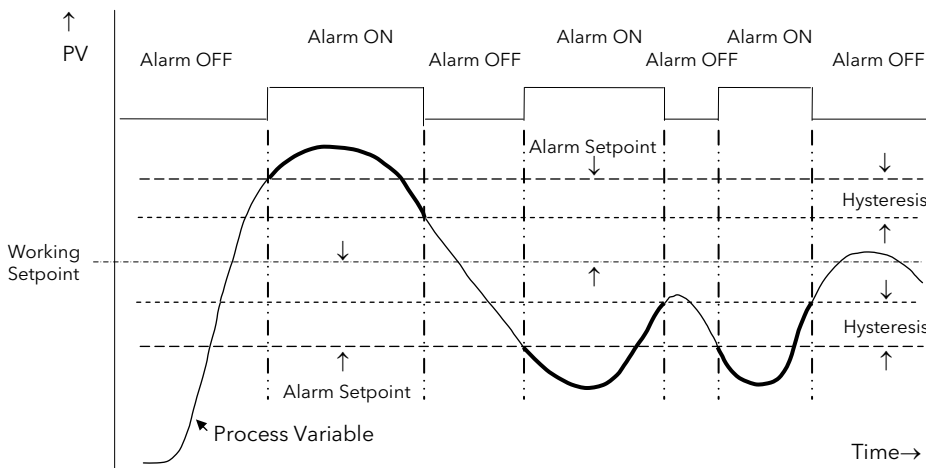 ↑
PV
Alarm ON
Alarm ON
Alarm ON
Alarm OFF
Alarm OFF
Alarm OFF
Alarm OFF
Alarm Setpoint
Hysteresis
Working
Setpoint
Hysteresis
Alarm Setpoint
Process Variable
Time→